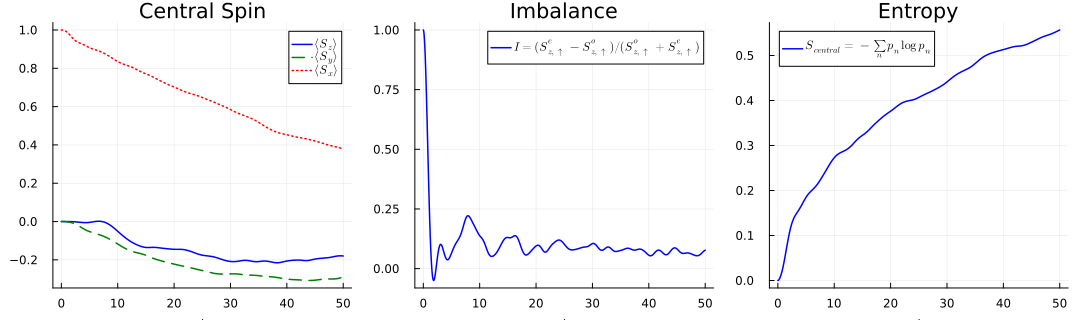 Central Spin
1.0
0.8
0.6
0.4
0.2
0.0
−0.2
0 10 20 30 40 50
⟨S_z⟩
⟨S_y⟩
⟨S_x⟩
Imbalance
1.00
0.75
0.50
0.25
0.00
0 10 20 30 40 50
I = (S^e_{z,↑} − S^o_{z,↑})/(S^o_{z,↑} + S^e_{z,↑})
Entropy
0.5
0.4
0.3
0.2
0.1
0.0
0 10 20 30 40 50
S_{central} = − ∑_n p_n log p_n